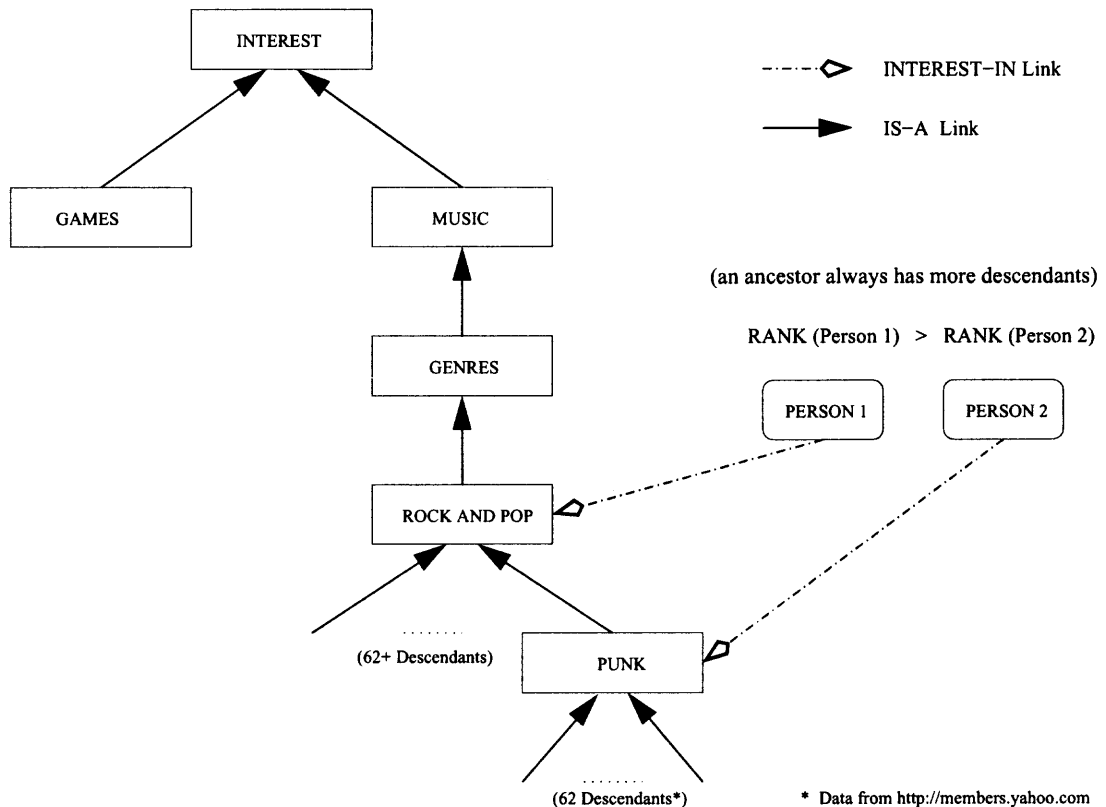 INTEREST
INTEREST−IN Link
IS−A Link
GAMES
MUSIC
(an ancestor always has more descendants)
RANK (Person 1) > RANK (Person 2)
GENRES
PERSON 1
PERSON 2
ROCK AND POP
(62+ Descendants)
PUNK
(62 Descendants*)
* Data from http://members.yahoo.com